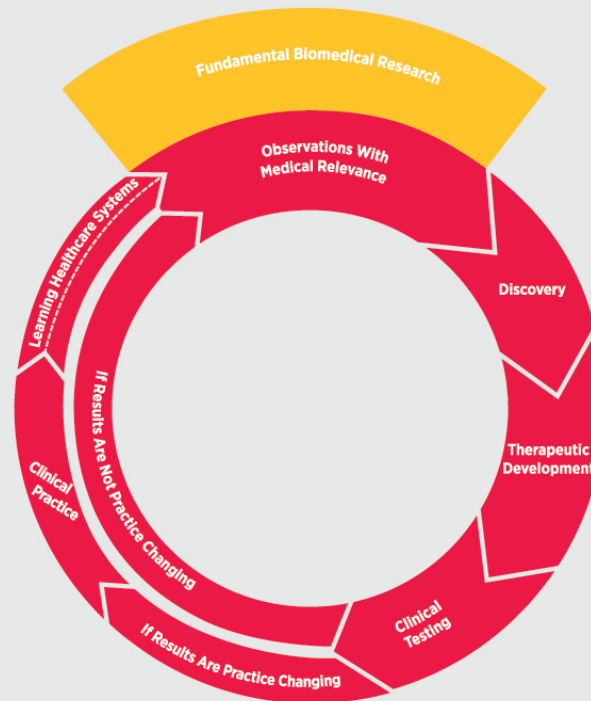 Fundamental Biomedical Research
Observations With
Medical Relevance
Discovery
Therapeutic
Development
Clinical
Testing
If Results Are Practice Changing
If Results Are Not Practice Changing
Clinical
Practice
Learning Healthcare Systems